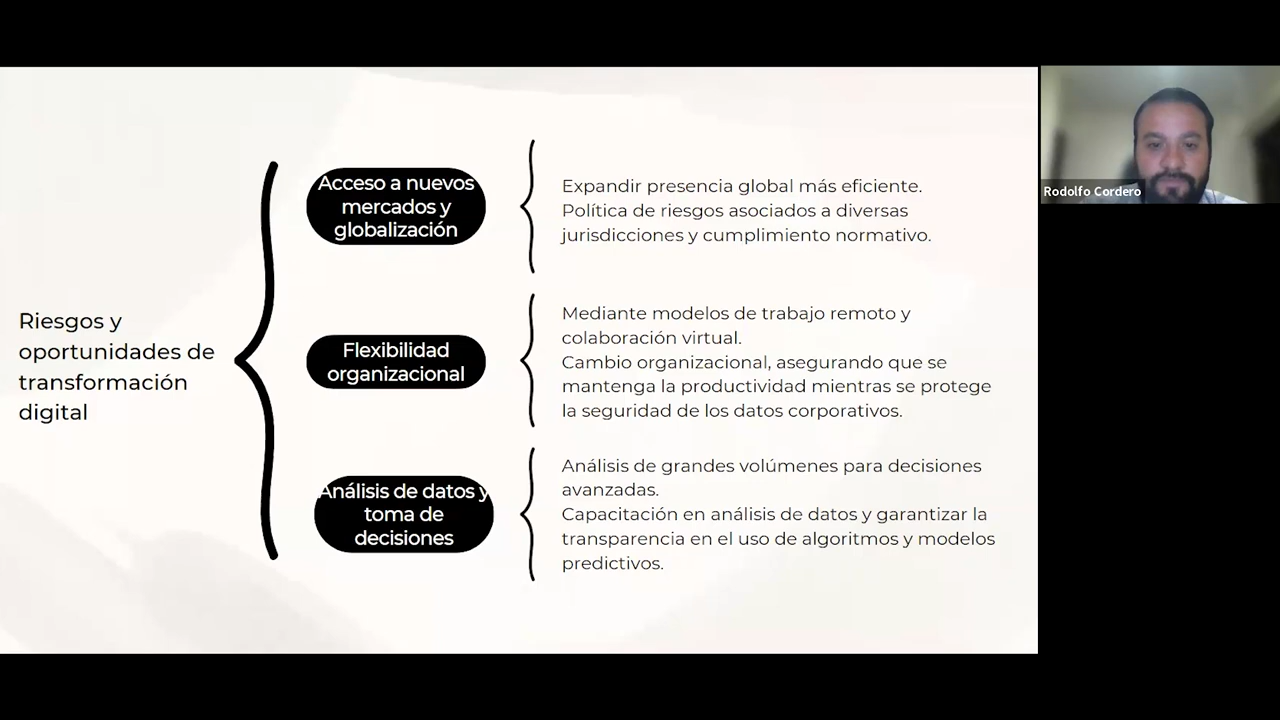 Riesgos y
oportunidades de
transformación
digital
Acceso a nuevos
mercados y
globalización
Expandir presencia global más eficiente.
Política de riesgos asociados a diversas
jurisdicciones y cumplimiento normativo.
Flexibilidad
organizacional
Mediante modelos de trabajo remoto y
colaboración virtual.
Cambio organizacional, asegurando que se
mantenga la productividad mientras se protege
la seguridad de los datos corporativos.
Análisis de datos y
toma de
decisiones
Análisis de grandes volúmenes para decisiones
avanzadas.
Capacitación en análisis de datos y garantizar la
transparencia en el uso de algoritmos y modelos
predictivos.
Rodolfo Cordero